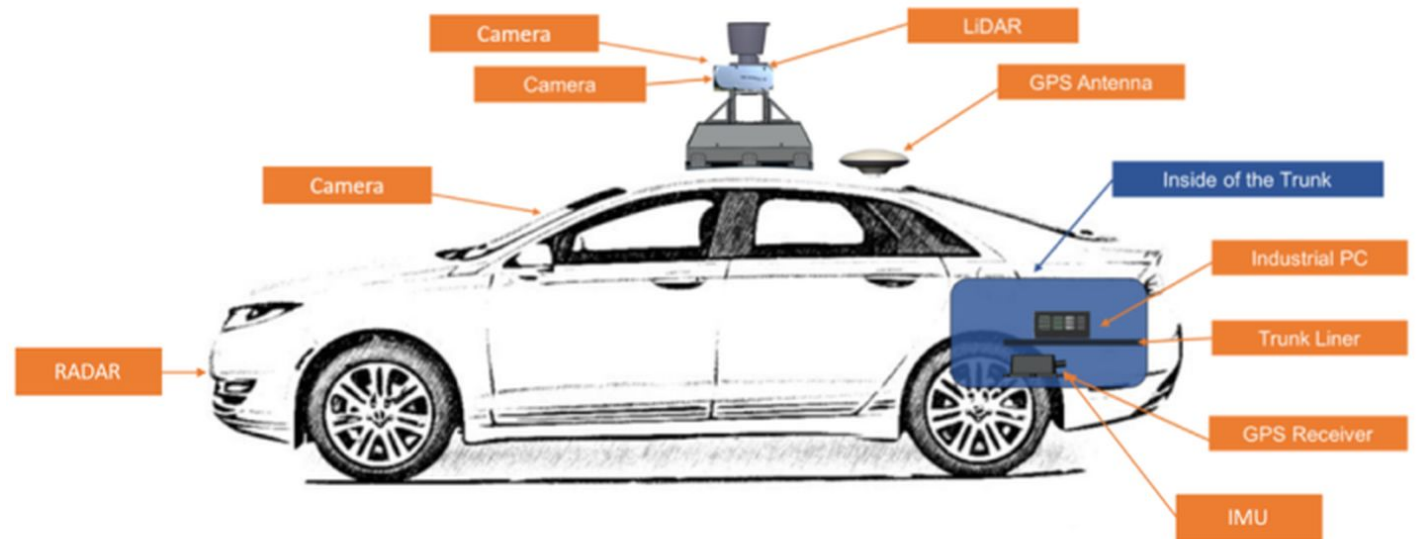 Camera
LiDAR
Camera
GPS Antenna
Camera
Inside of the Trunk
Industrial PC
Trunk Liner
RADAR
GPS Receiver
IMU